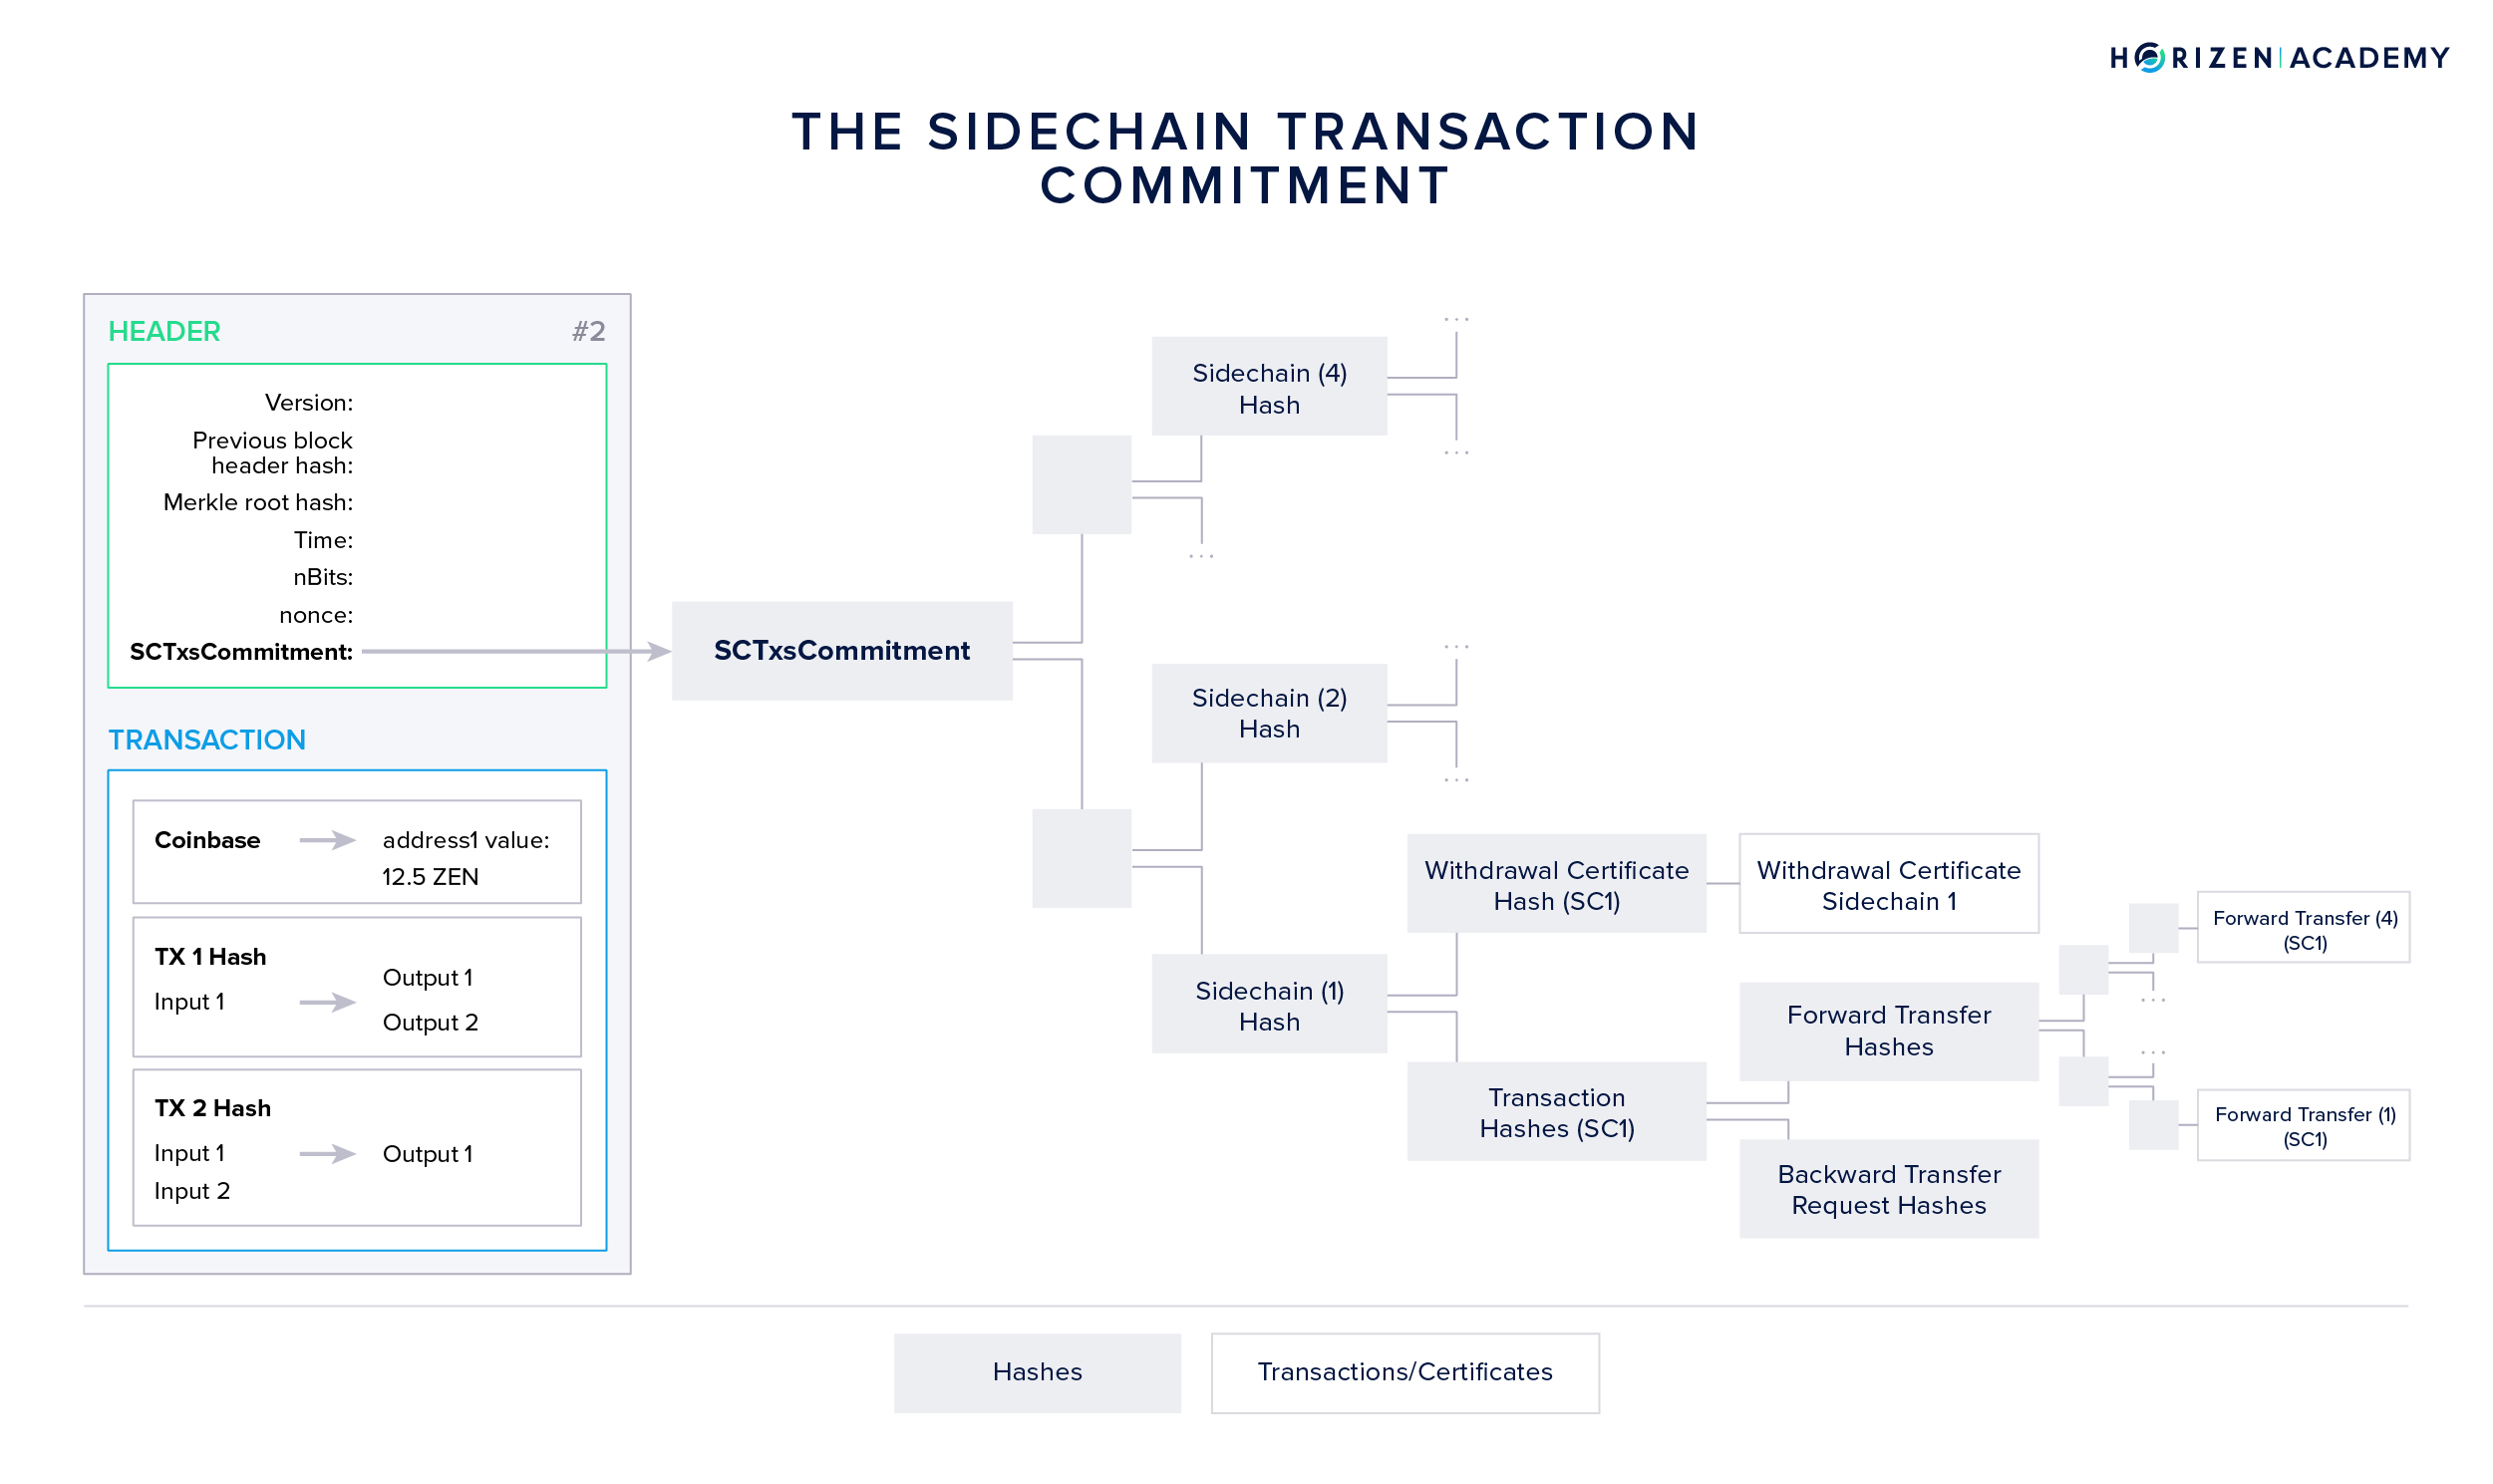 HORIZEN ACADEMY
THE SIDECHAIN TRANSACTION
COMMITMENT
HEADER
#2
Version:
Previous block
header hash:
Merkle root hash:
Time:
nBits:
nonce:
SCTxsCommitment:
TRANSACTION
Coinbase
address1 value:
12.5 ZEN
TX 1 Hash
Input 1
Output 1
Output 2
TX 2 Hash
Input 1
Input 2
Output 1
SCTxsCommitment
Sidechain (4)
Hash
...
...
...
Sidechain (2)
Hash
...
...
Sidechain (1)
Hash
Withdrawal Certificate
Hash (SC1)
Withdrawal Certificate
Sidechain 1
Transaction
Hashes (SC1)
Forward Transfer
Hashes
Backward Transfer
Request Hashes
Forward Transfer (4)
(SC1)
...
...
Forward Transfer (1)
(SC1)
Hashes
Transactions/Certificates